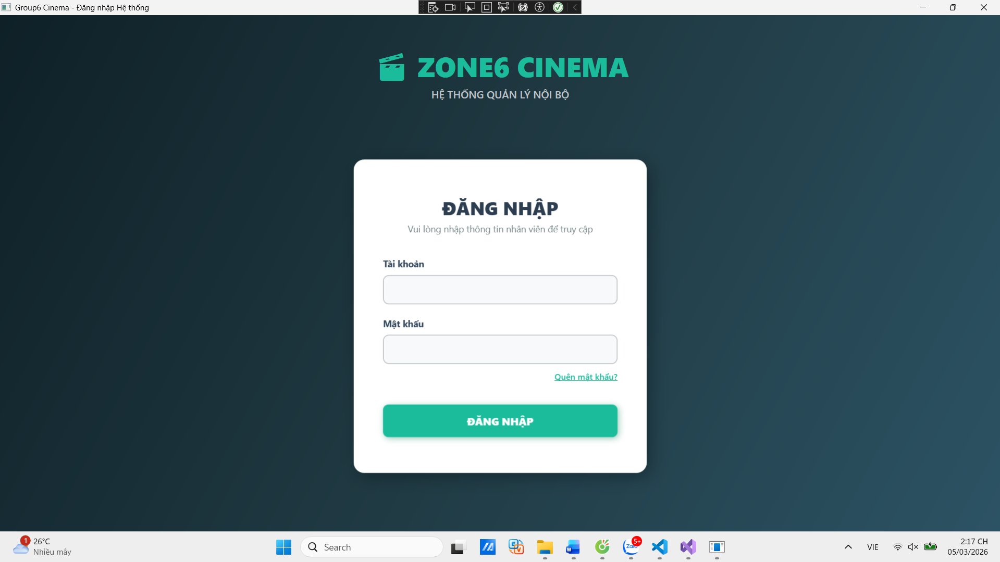 Group6 Cinema - Đăng nhập Hệ thống
ZONE6 CINEMA
HỆ THỐNG QUẢN LÝ NỘI BỘ
ĐĂNG NHẬP
Vui lòng nhập thông tin nhân viên để truy cập
Tài khoản
Mật khẩu
Quên mật khẩu?
ĐĂNG NHẬP
1
26°C
Nhiều mây
Search
E
V
W
Zalo
5+
VIE
2:17 CH
05/03/2026